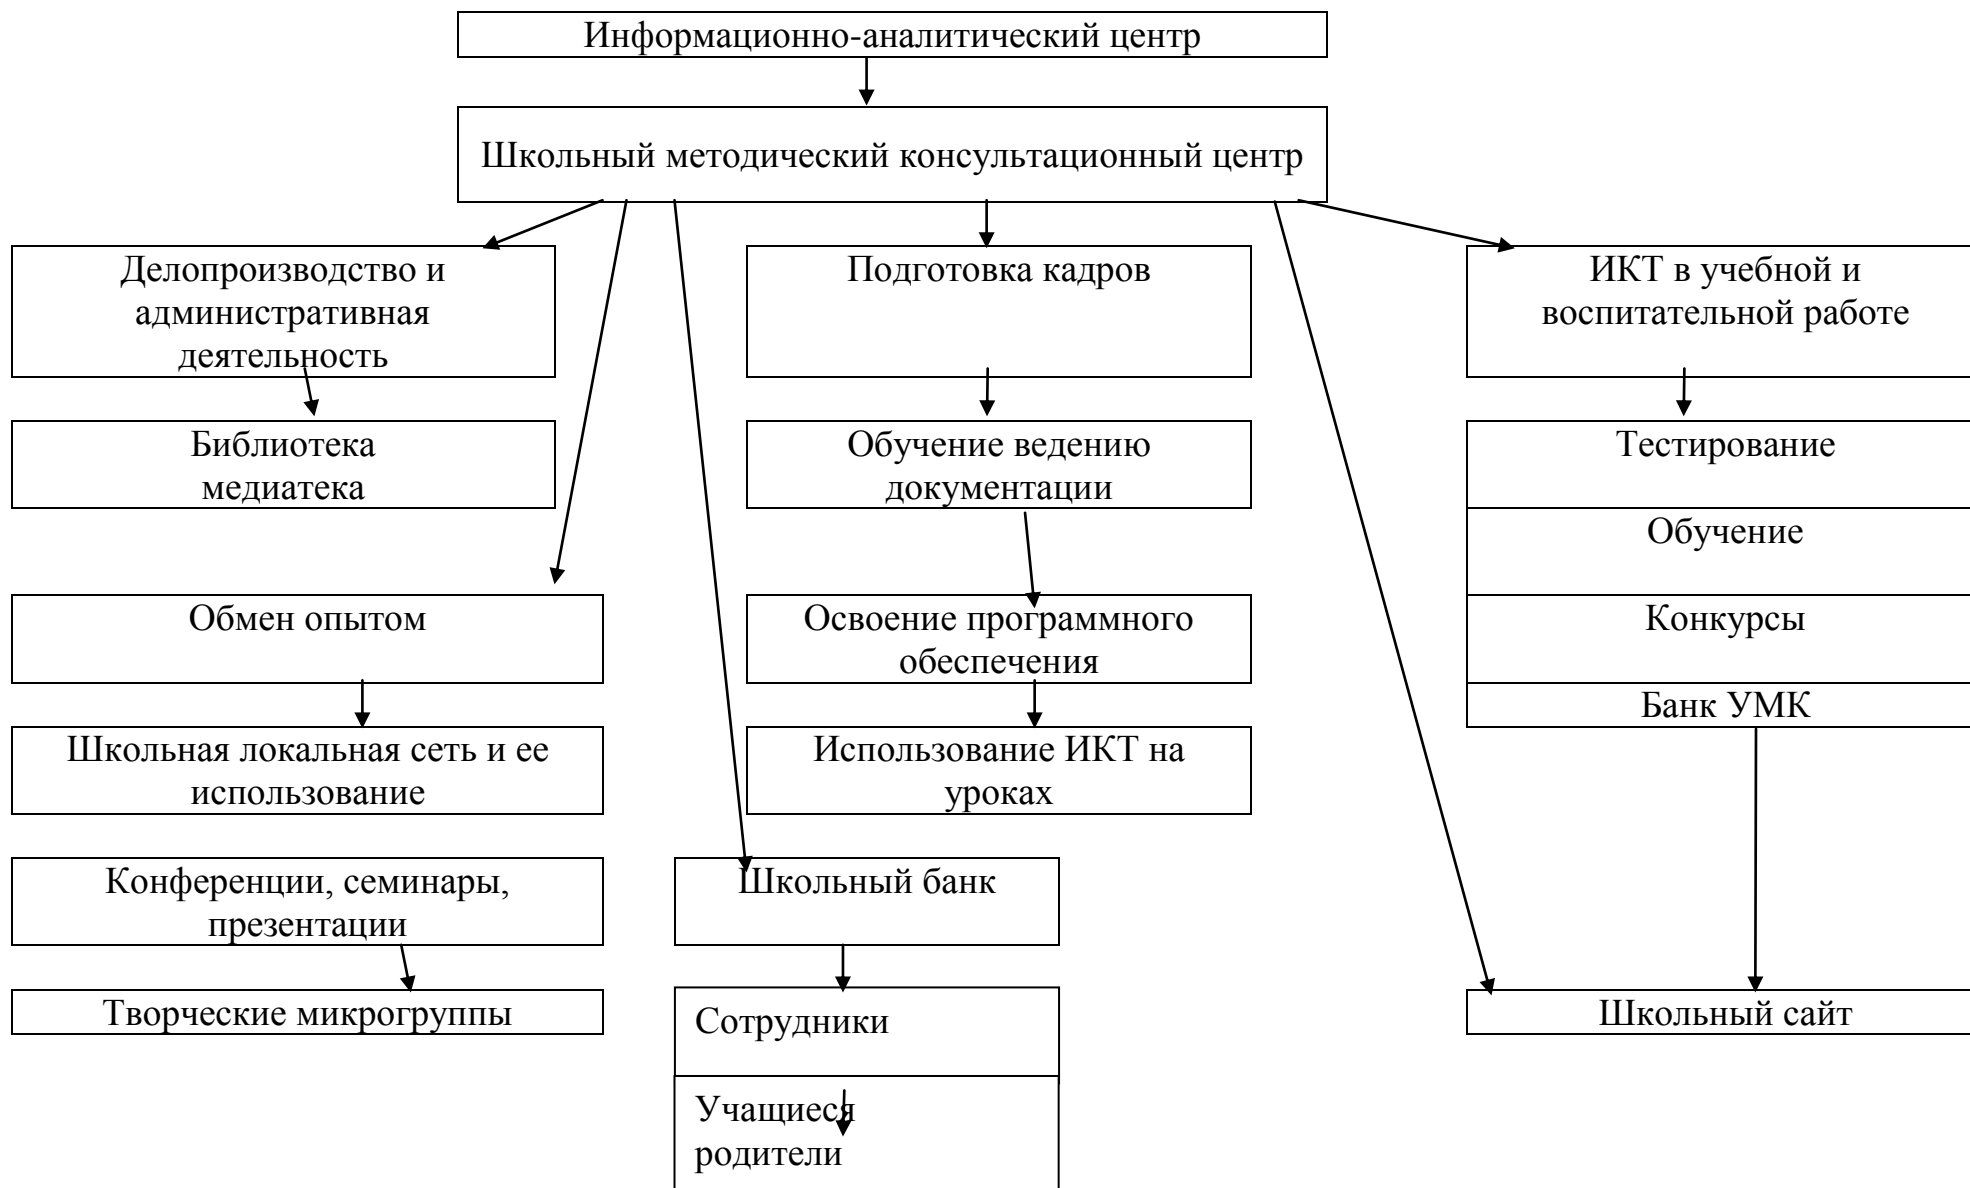 Информационно-аналитический центр
Школьный методический консультационный центр
Делопроизводство и
административная
деятельность
Подготовка кадров
ИКТ в учебной и
воспитательной работе
Библиотека
медиатека
Обучение ведению
документации
Тестирование
Обучение
Обмен опытом
Освоение программного
обеспечения
Конкурсы
Банк УМК
Школьная локальная сеть и ее
использование
Использование ИКТ на
уроках
Конференции, семинары,
презентации
Школьный банк
Творческие микрогруппы
Сотрудники
Школьный сайт
Учащиеся
родители